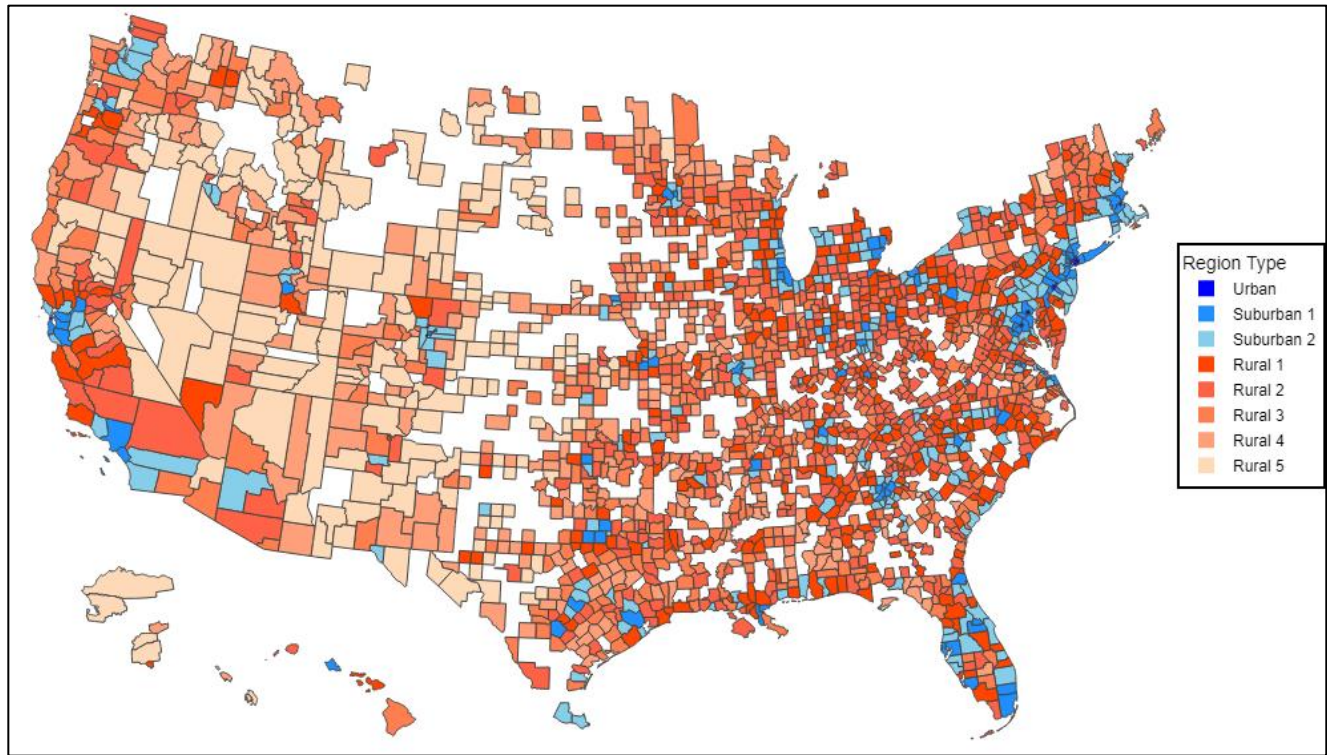 Region Type
Urban
Suburban 1
Suburban 2
Rural 1
Rural 2
Rural 3
Rural 4
Rural 5